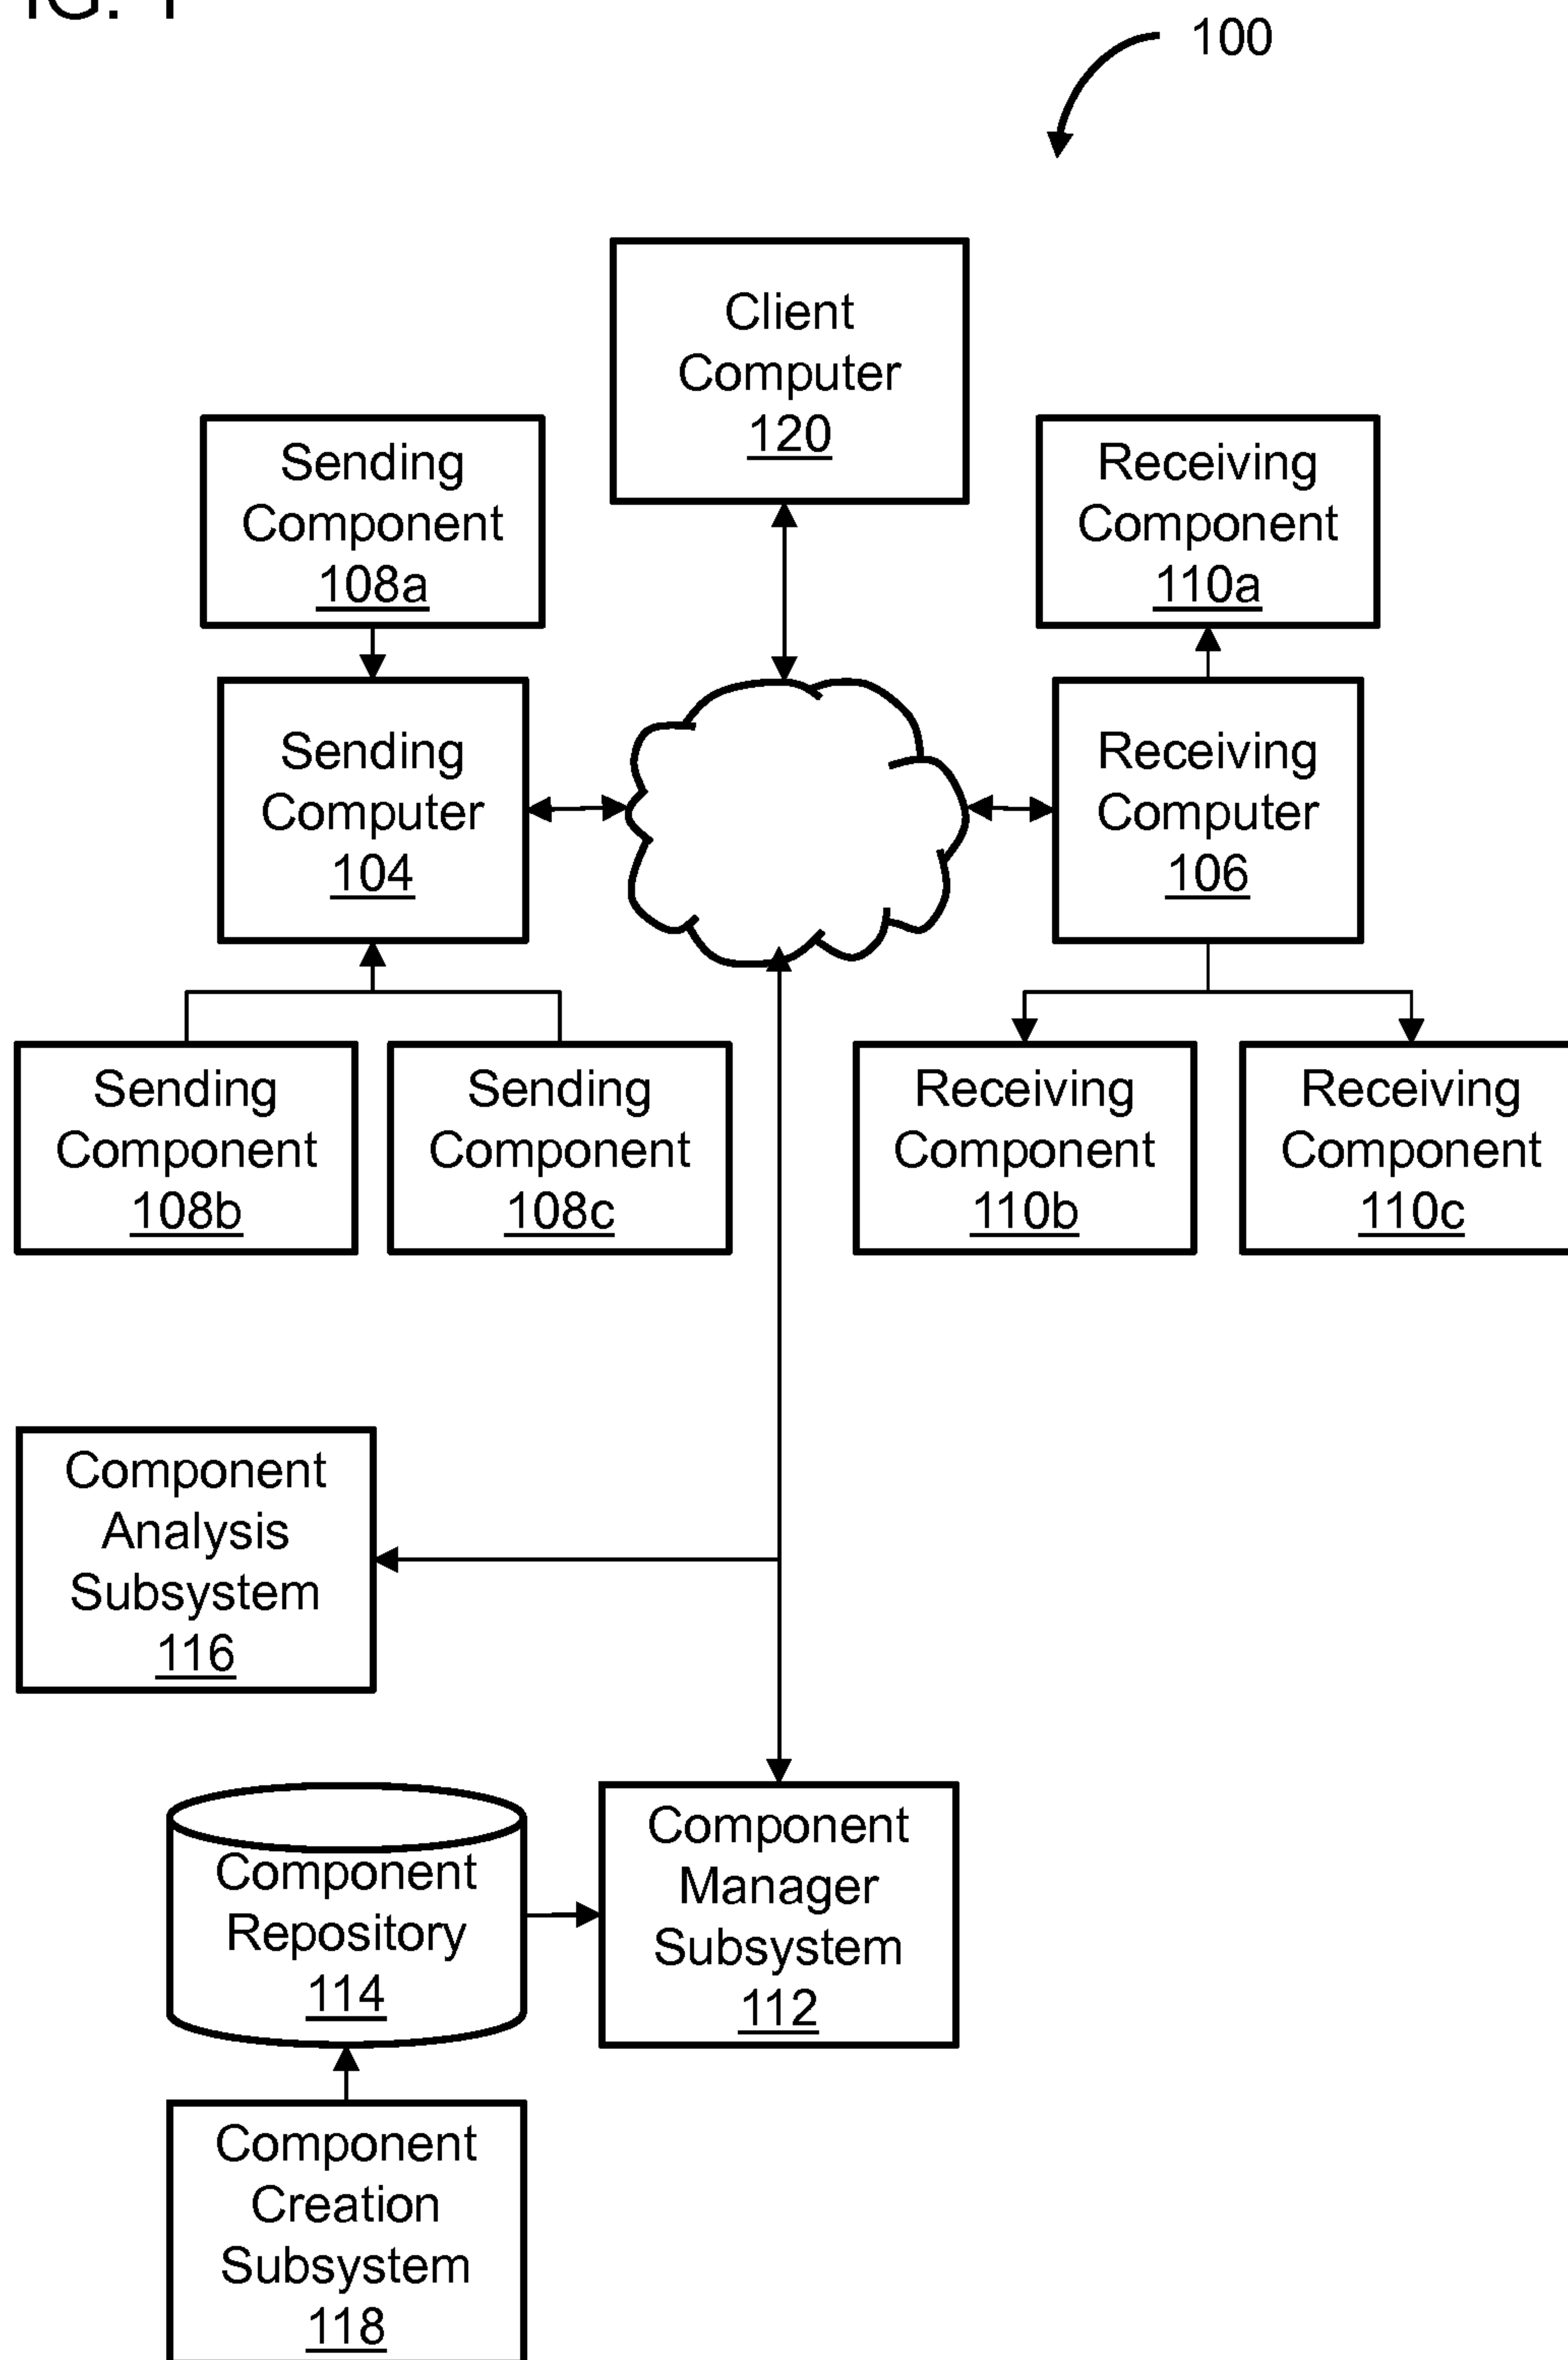 100
Client
Computer
120
Sending
Component
108a
Receiving
Component
110a
Sending
Computer
104
Receiving
Computer
106
Sending
Component
108b
Sending
Component
108c
Receiving
Component
110b
Receiving
Component
110c
Component
Analysis
Subsystem
116
Component
Repository
114
Component
Manager
Subsystem
112
Component
Creation
Subsystem
118